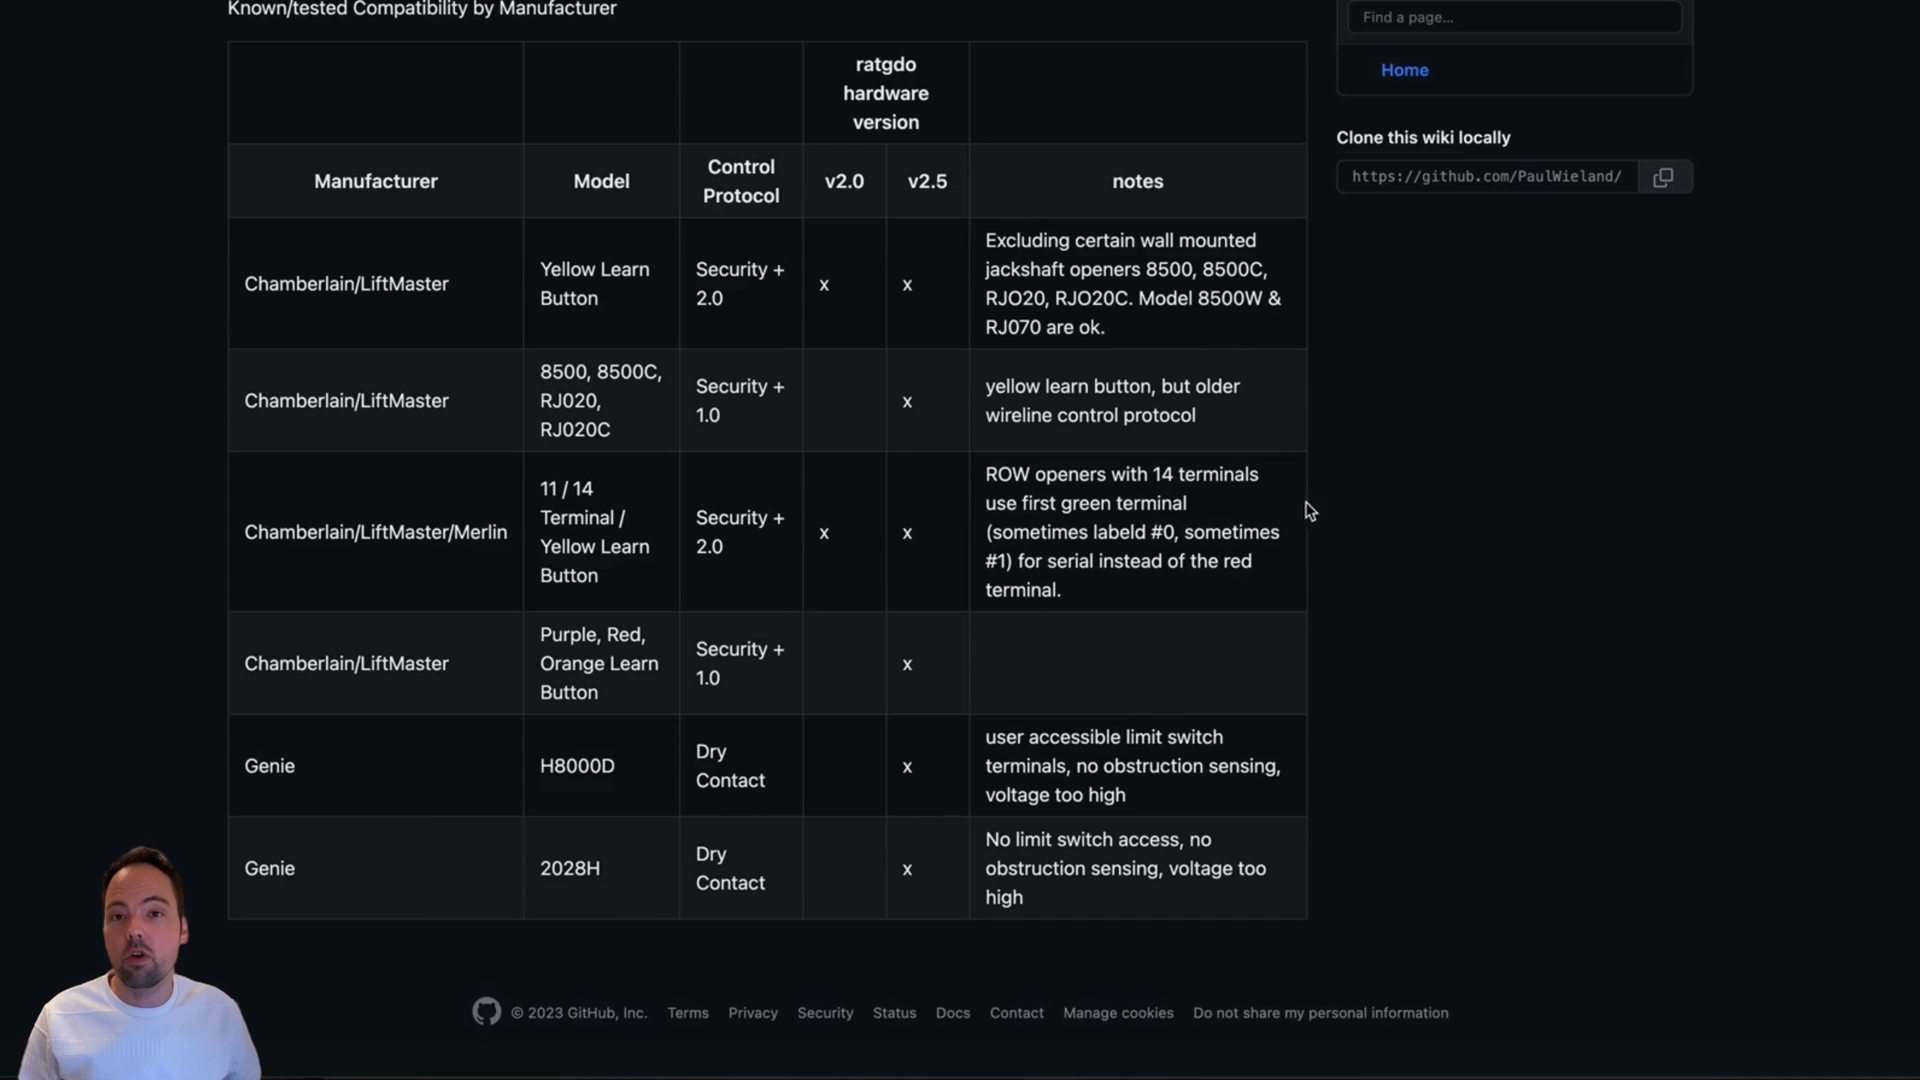 Known/tested Compatibility by Manufacturer
ratgdo
hardware
version
Manufacturer
Model
Control
Protocol
v2.0
v2.5
notes
Chamberlain/LiftMaster
Yellow Learn
Button
Security +
2.0
x
x
Excluding certain wall mounted
jackshaft openers 8500, 8500C,
RJO20, RJO20C. Model 8500W &
RJ070 are ok.
Chamberlain/LiftMaster
8500, 8500C,
RJ020,
RJ020C
Security +
1.0
x
yellow learn button, but older
wireline control protocol
Chamberlain/LiftMaster/Merlin
11 / 14
Terminal /
Yellow Learn
Button
Security +
2.0
x
x
ROW openers with 14 terminals
use first green terminal
(sometimes labeld #0, sometimes
#1) for serial instead of the red
terminal.
Chamberlain/LiftMaster
Purple, Red,
Orange Learn
Button
Security +
1.0
x
Genie
H8000D
Dry
Contact
x
user accessible limit switch
terminals, no obstruction sensing,
voltage too high
Genie
2028H
Dry
Contact
x
No limit switch access, no
obstruction sensing, voltage too
high
Find a page...
Home
Clone this wiki locally
https://github.com/PaulWieland/
© 2023 GitHub, Inc. Terms Privacy Security Status Docs Contact Manage cookies Do not share my personal information